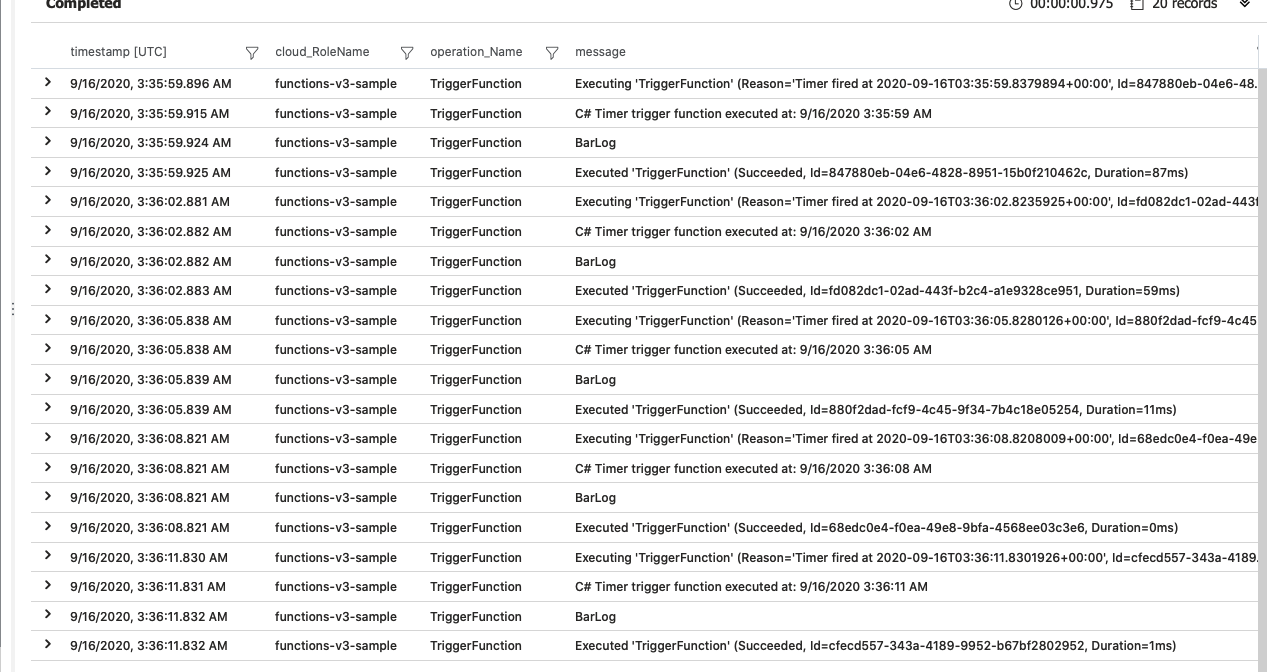 Completed 00:00:00.975 20 records
timestamp [UTC] cloud_RoleName operation_Name message
9/16/2020, 3:35:59.896 AM functions-v3-sample TriggerFunction Executing 'TriggerFunction' (Reason='Timer fired at 2020-09-16T03:35:59.8379894+00:00', Id=847880eb-04e6-48.
9/16/2020, 3:35:59.915 AM functions-v3-sample TriggerFunction C# Timer trigger function executed at: 9/16/2020 3:35:59 AM
9/16/2020, 3:35:59.924 AM functions-v3-sample TriggerFunction BarLog
9/16/2020, 3:35:59.925 AM functions-v3-sample TriggerFunction Executed 'TriggerFunction' (Succeeded, Id=847880eb-04e6-4828-8951-15b0f210462c, Duration=87ms)
9/16/2020, 3:36:02.881 AM functions-v3-sample TriggerFunction Executing 'TriggerFunction' (Reason='Timer fired at 2020-09-16T03:36:02.8235925+00:00', Id=fd082dc1-02ad-443f
9/16/2020, 3:36:02.882 AM functions-v3-sample TriggerFunction C# Timer trigger function executed at: 9/16/2020 3:36:02 AM
9/16/2020, 3:36:02.882 AM functions-v3-sample TriggerFunction BarLog
9/16/2020, 3:36:02.883 AM functions-v3-sample TriggerFunction Executed 'TriggerFunction' (Succeeded, Id=fd082dc1-02ad-443f-b2c4-a1e9328ce951, Duration=59ms)
9/16/2020, 3:36:05.838 AM functions-v3-sample TriggerFunction Executing 'TriggerFunction' (Reason='Timer fired at 2020-09-16T03:36:05.8280126+00:00', Id=880f2dad-fcf9-4c45
9/16/2020, 3:36:05.838 AM functions-v3-sample TriggerFunction C# Timer trigger function executed at: 9/16/2020 3:36:05 AM
9/16/2020, 3:36:05.839 AM functions-v3-sample TriggerFunction BarLog
9/16/2020, 3:36:05.839 AM functions-v3-sample TriggerFunction Executed 'TriggerFunction' (Succeeded, Id=880f2dad-fcf9-4c45-9f34-7b4c18e05254, Duration=11ms)
9/16/2020, 3:36:08.821 AM functions-v3-sample TriggerFunction Executing 'TriggerFunction' (Reason='Timer fired at 2020-09-16T03:36:08.8208009+00:00', Id=68edc0e4-f0ea-49e
9/16/2020, 3:36:08.821 AM functions-v3-sample TriggerFunction C# Timer trigger function executed at: 9/16/2020 3:36:08 AM
9/16/2020, 3:36:08.821 AM functions-v3-sample TriggerFunction BarLog
9/16/2020, 3:36:08.821 AM functions-v3-sample TriggerFunction Executed 'TriggerFunction' (Succeeded, Id=68edc0e4-f0ea-49e8-9bfa-4568ee03c3e6, Duration=0ms)
9/16/2020, 3:36:11.830 AM functions-v3-sample TriggerFunction Executing 'TriggerFunction' (Reason='Timer fired at 2020-09-16T03:36:11.8301926+00:00', Id=cfecd557-343a-4189.
9/16/2020, 3:36:11.831 AM functions-v3-sample TriggerFunction C# Timer trigger function executed at: 9/16/2020 3:36:11 AM
9/16/2020, 3:36:11.832 AM functions-v3-sample TriggerFunction BarLog
9/16/2020, 3:36:11.832 AM functions-v3-sample TriggerFunction Executed 'TriggerFunction' (Succeeded, Id=cfecd557-343a-4189-9952-b67bf2802952, Duration=1ms)